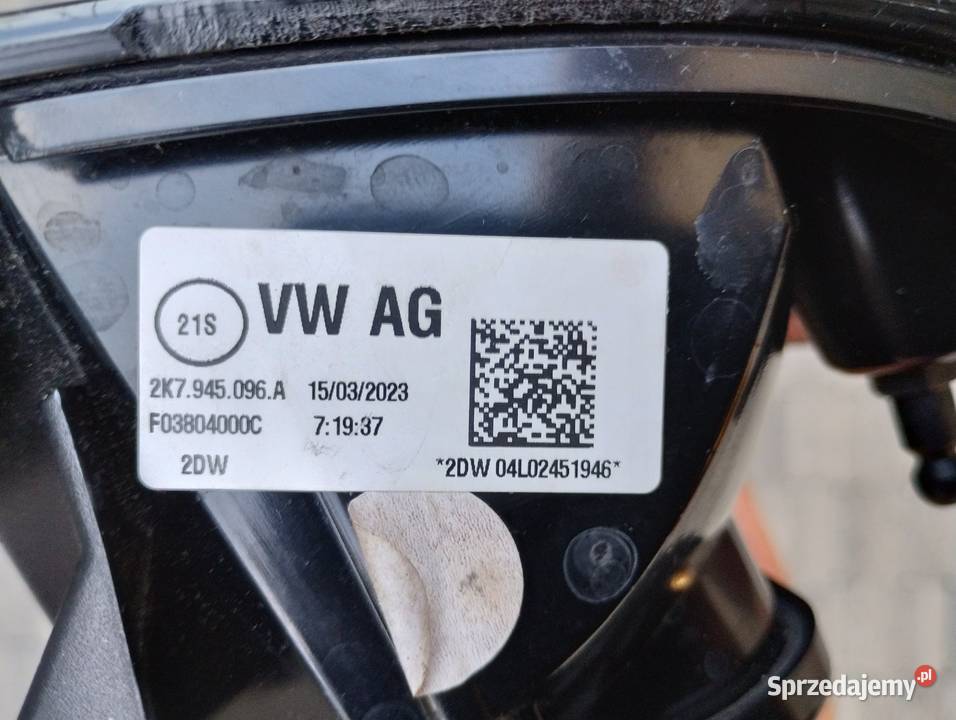 21S
VW AG
2K7.945.096.A 15/03/2023
F03804000C 7:19:37
2DW
*2DW 04L02451946*
Sprzedajemy.pl